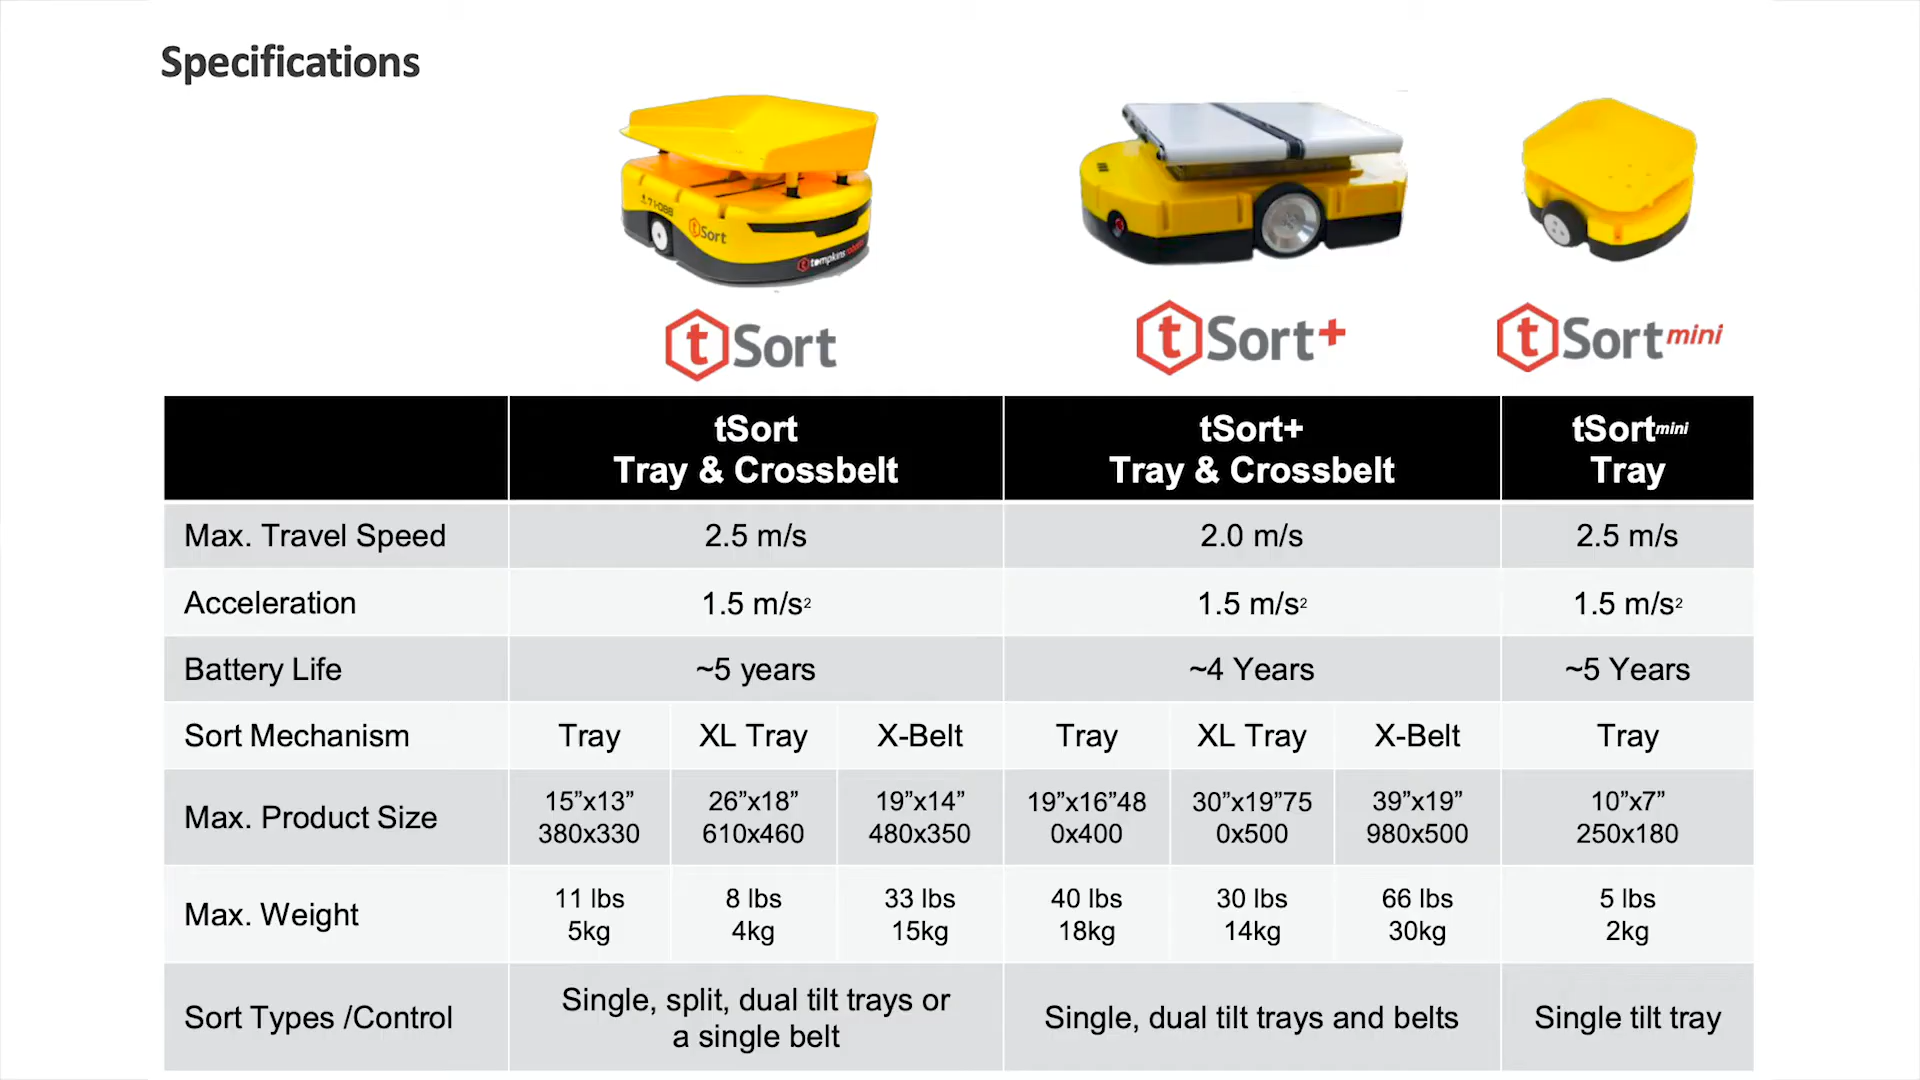 Specifications
71-088
tSort
tompkinsrobotics
tSort
tSort+
tSort mini
tSort
Tray & Crossbelt
tSort+
Tray & Crossbelt
tSortmini
Tray
Max. Travel Speed
2.5 m/s
2.0 m/s
2.5 m/s
Acceleration
1.5 m/s2
1.5 m/s2
1.5 m/s2
Battery Life
~5 years
~4 Years
~5 Years
Sort Mechanism
Tray
XL Tray
X-Belt
Tray
XL Tray
X-Belt
Tray
Max. Product Size
15”x13”
380x330
26”x18”
610x460
19”x14”
480x350
19”x16”48
0x400
30”x19”75
0x500
39”x19”
980x500
10”x7”
250x180
Max. Weight
11 lbs
5kg
8 lbs
4kg
33 lbs
15kg
40 lbs
18kg
30 lbs
14kg
66 lbs
30kg
5 lbs
2kg
Sort Types /Control
Single, split, dual tilt trays or
a single belt
Single, dual tilt trays and belts
Single tilt tray